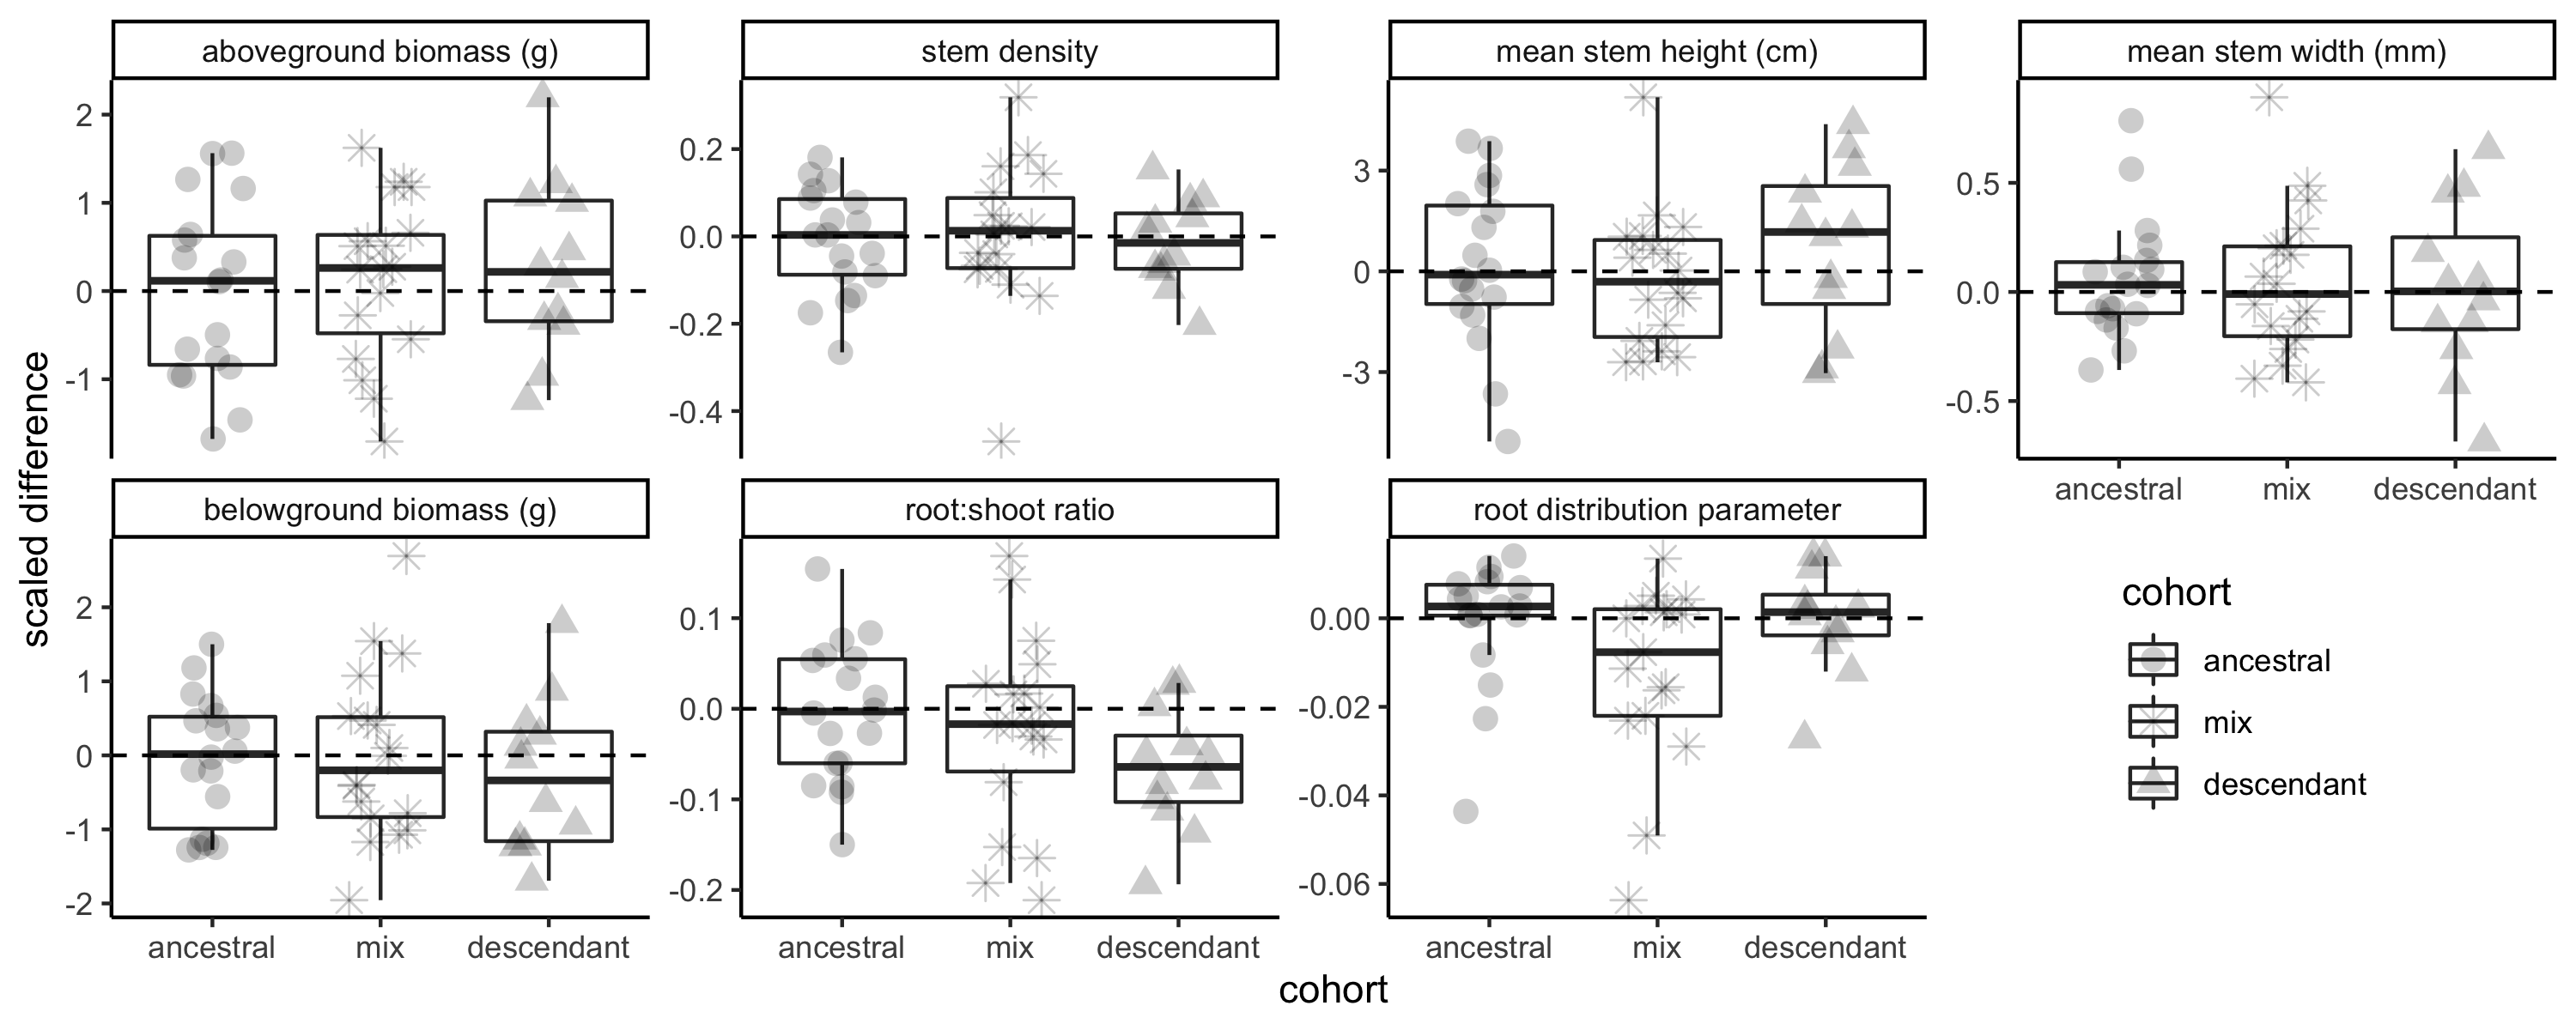 aboveground biomass (g)
stem density
mean stem height (cm)
mean stem width (mm)
2
1
0
-1
0.2
0.0
-0.2
-0.4
3
0
-3
0.5
0.0
-0.5
ancestral mix descendant
scaled difference
belowground biomass (g)
root:shoot ratio
root distribution parameter
2
1
0
-1
-2
0.1
0.0
-0.1
-0.2
0.00
-0.02
-0.04
-0.06
ancestral mix descendant
ancestral mix descendant
ancestral mix descendant
cohort
cohort
ancestral
mix
descendant